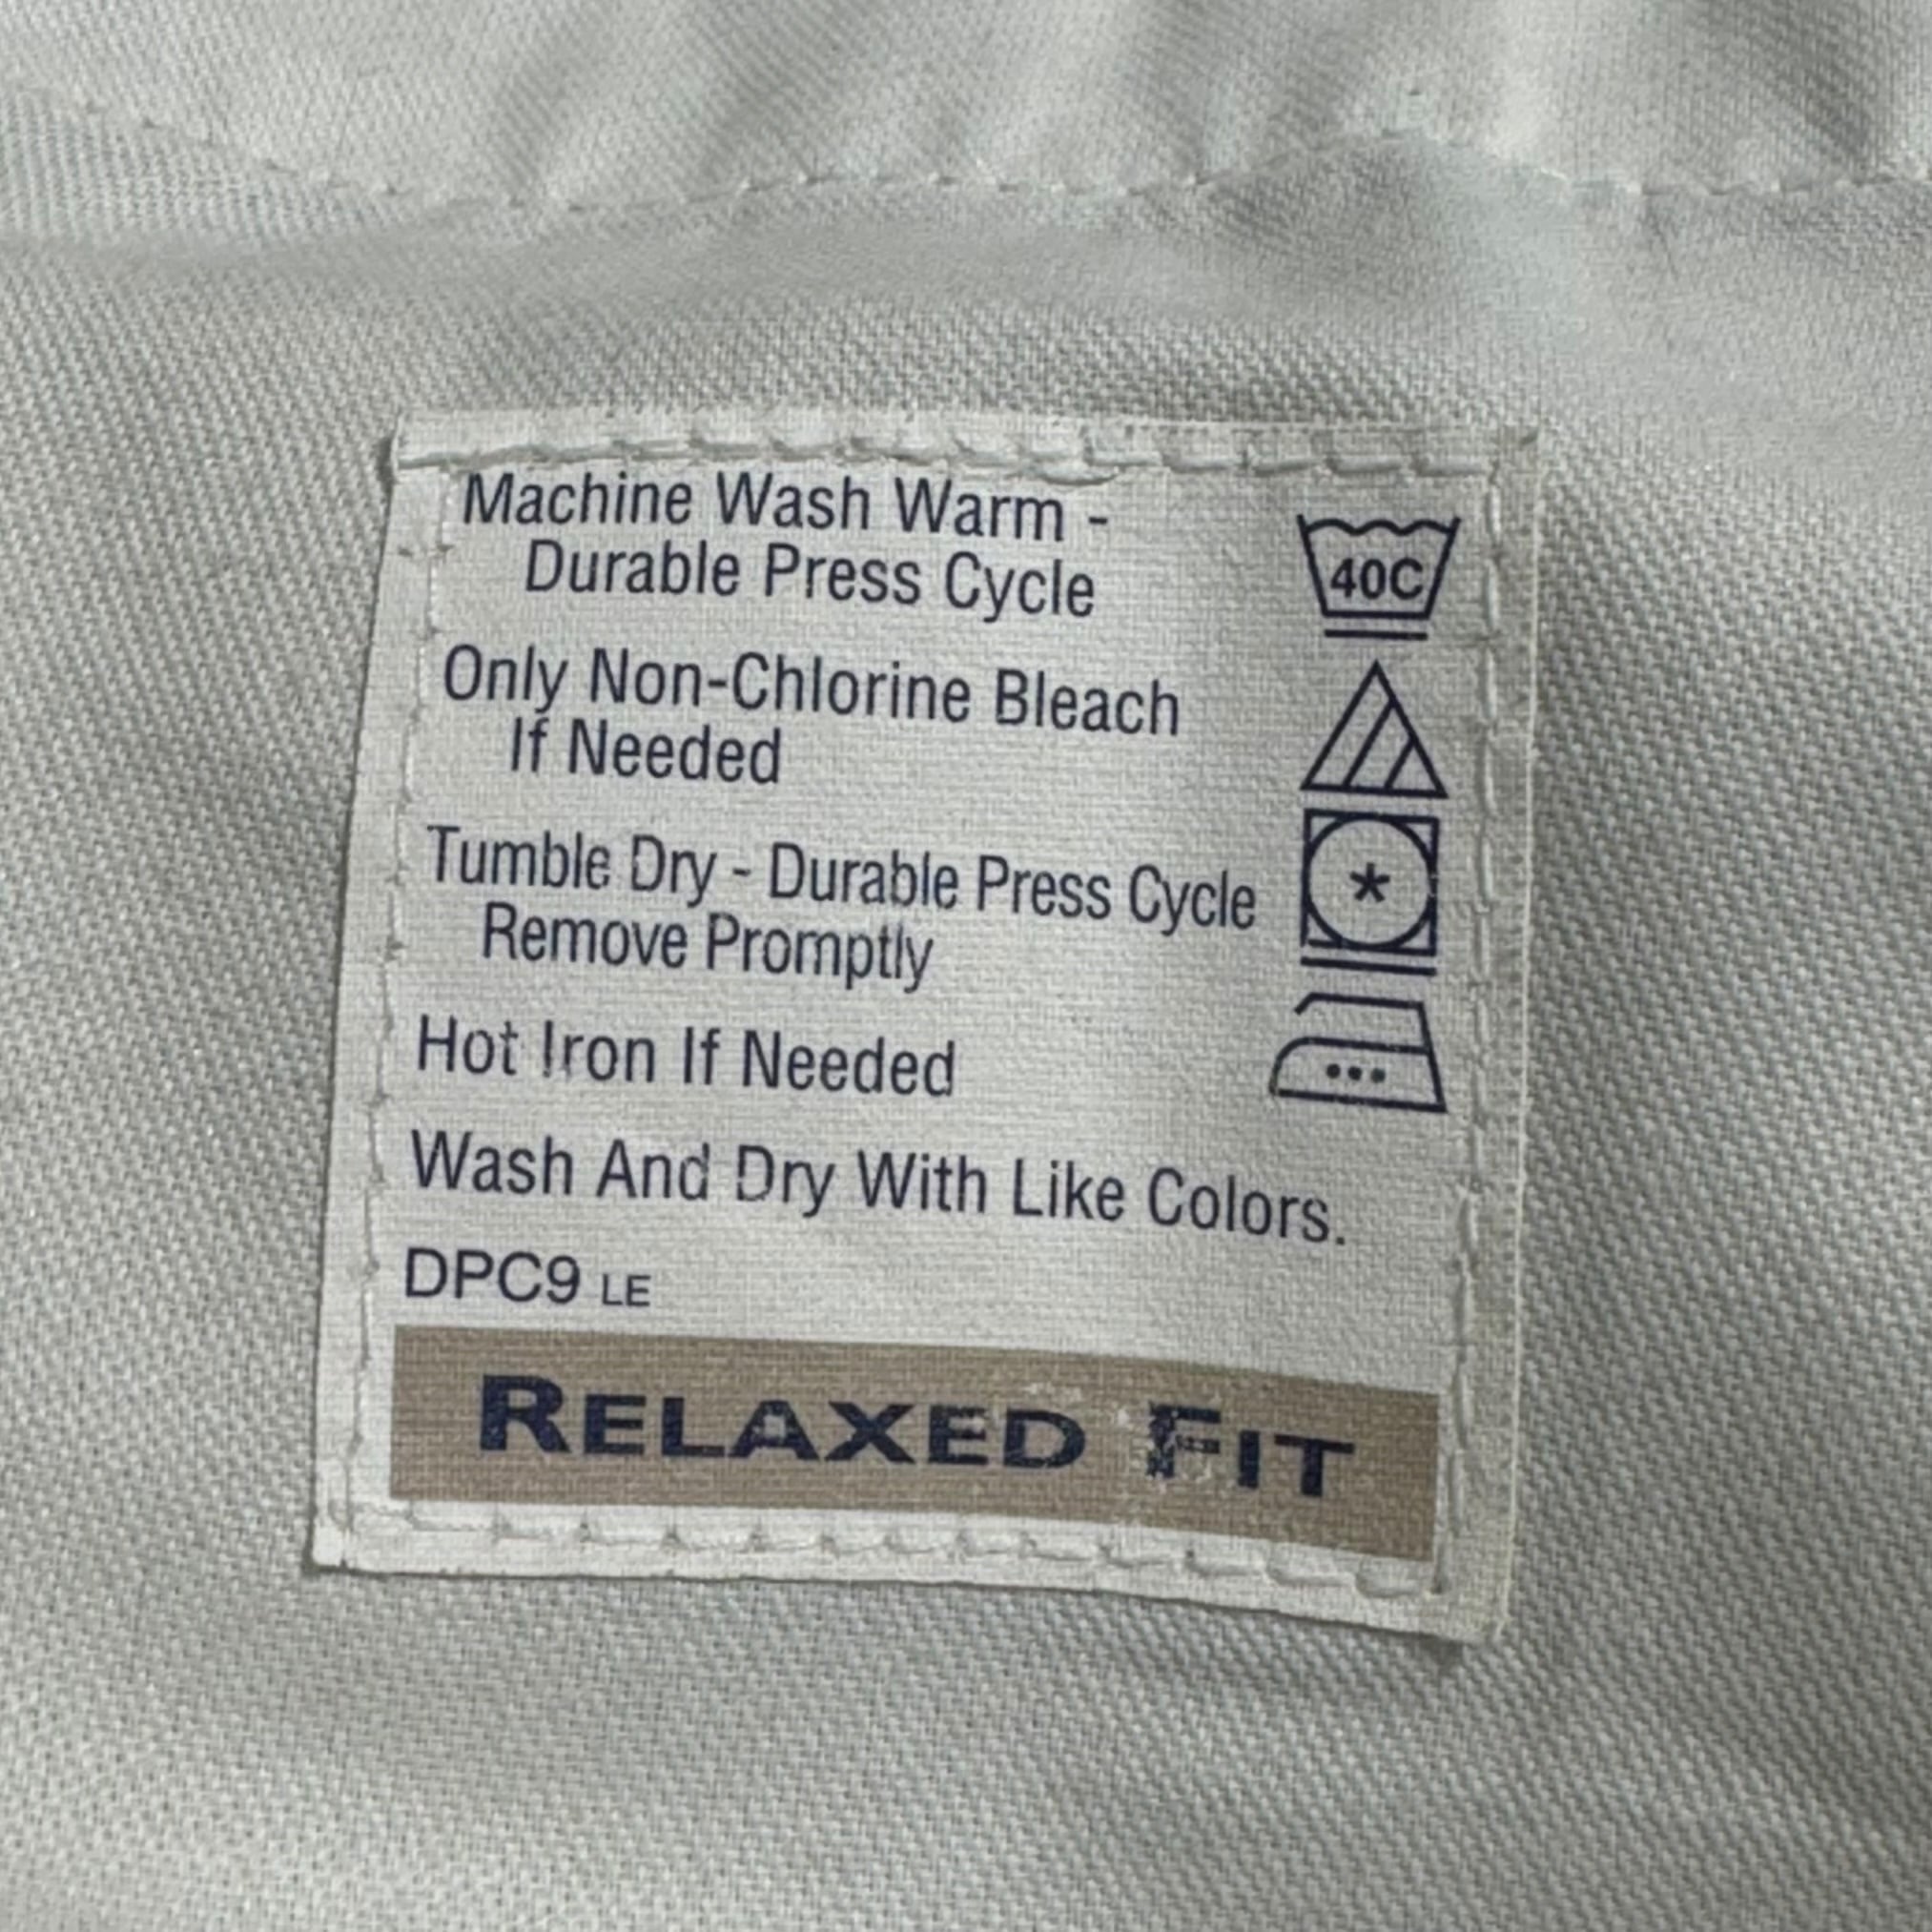 Machine Wash Warm -
Durable Press Cycle
40C
Only Non-Chlorine Bleach
If Needed
Tumble Dry - Durable Press Cycle
Remove Promptly
Hot Iron If Needed
Wash And Dry With Like Colors.
DPC9 LE
RELAXED FIT